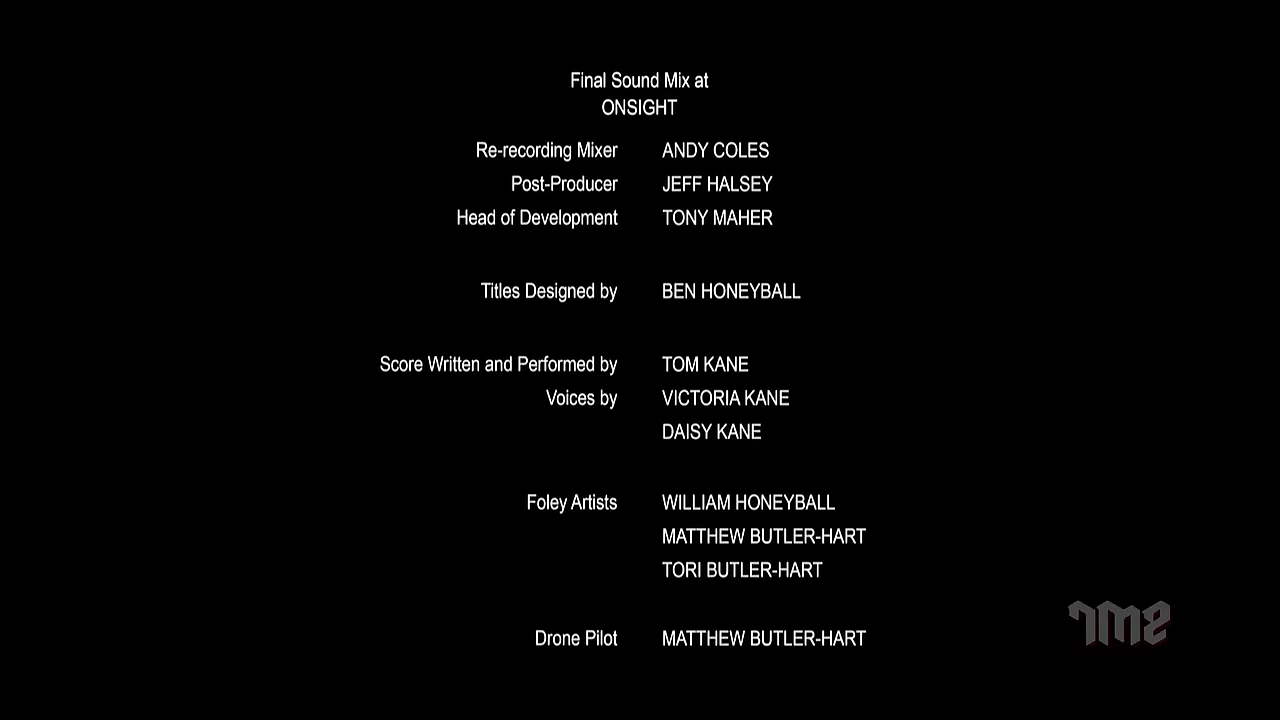 Final Sound Mix at
ONSIGHT
Re-recording Mixer ANDY COLES
Post-Producer JEFF HALSEY
Head of Development TONY MAHER
Titles Designed by BEN HONEYBALL
Score Written and Performed by TOM KANE
Voices by VICTORIA KANE
DAISY KANE
Foley Artists WILLIAM HONEYBALL
MATTHEW BUTLER-HART
TORI BUTLER-HART
Drone Pilot MATTHEW BUTLER-HART